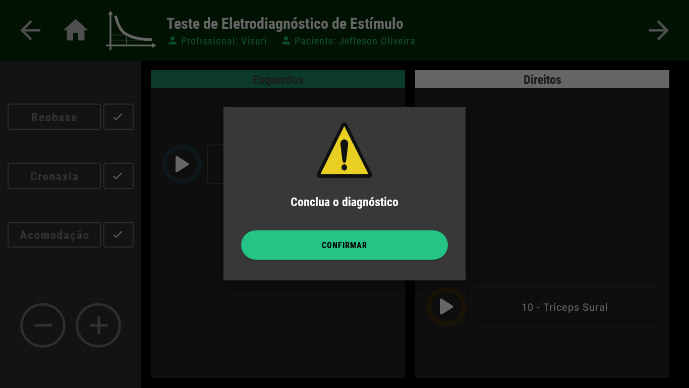 Teste de Eletrodiagnóstico de Estímulo
Profissional: Visuri Paciente: Jeffeson Oliveira
Esquerdos
Direitos
Reobase
Cronaxia
Acomodação
Conclua o diagnóstico
CONFIRMAR
10 - Tríceps Sural